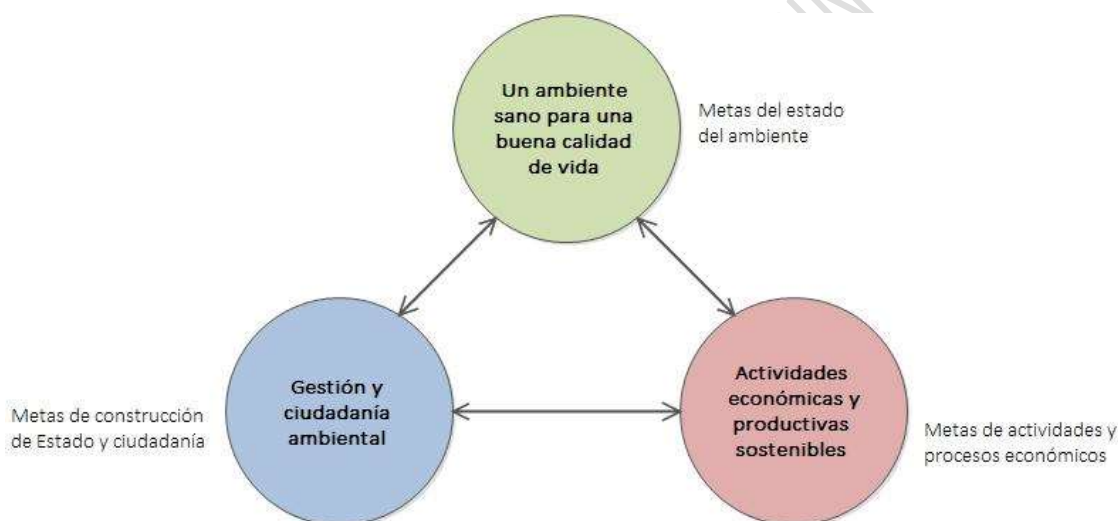 Un ambiente
sano para una
buena calidad
de vida
Metas del estado
del ambiente
Gestión y
ciudadanía
ambiental
Metas de construcción
de Estado y ciudadanía
Actividades
económicas y
productivas
sostenibles
Metas de actividades y
procesos económicos